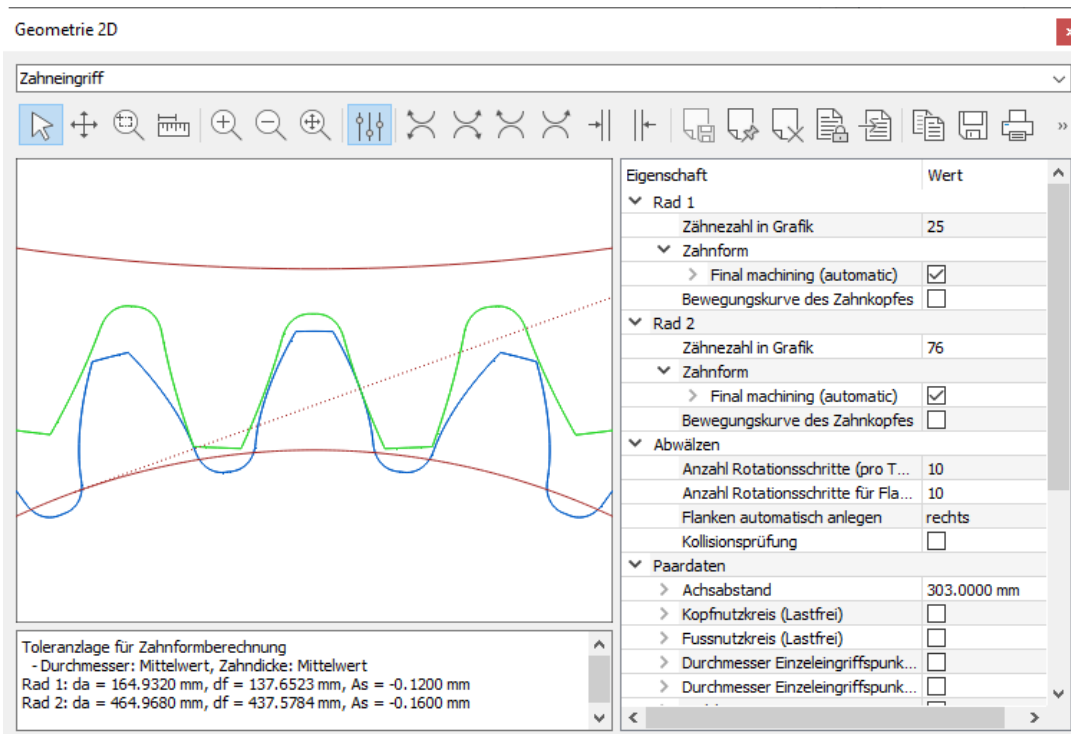 Geometrie 2D
Zahneingriff
Eigenschaft Wert
Rad 1
Zähnezahl in Grafik 25
Zahnform
Final machining (automatic)
Bewegungskurve des Zahnkopfes
Rad 2
Zähnezahl in Grafik 76
Zahnform
Final machining (automatic)
Bewegungskurve des Zahnkopfes
Abwälzen
Anzahl Rotationsschritte (pro T... 10
Anzahl Rotationsschritte für Fla... 10
Flanken automatisch anlegen rechts
Kollisionsprüfung
Paardaten
Achsabstand 303.0000 mm
Kopfnutzkreis (Lastfrei)
Fussnutzkreis (Lastfrei)
Durchmesser Einzeleingriffspunk...
Durchmesser Einzeleingriffspunk...
Toleranzlage für Zahnformberechnung
- Durchmesser: Mittelwert, Zahndicke: Mittelwert
Rad 1: da = 164.9320 mm, df = 137.6523 mm, As = -0.1200 mm
Rad 2: da = 464.9680 mm, df = 437.5784 mm, As = -0.1600 mm